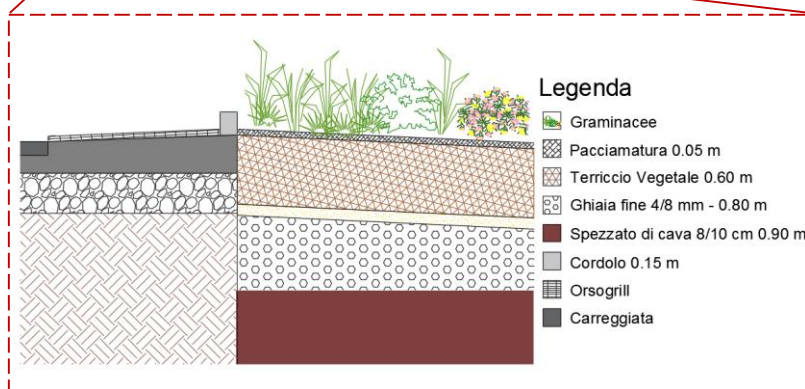 Legenda
Graminacee
Pacciamatura 0.05 m
Terriccio Vegetale 0.60 m
Ghiaia fine 4/8 mm - 0.80 m
Spezzato di cava 8/10 cm 0.90 m
Cordolo 0.15 m
Orsogrill
Carreggiata